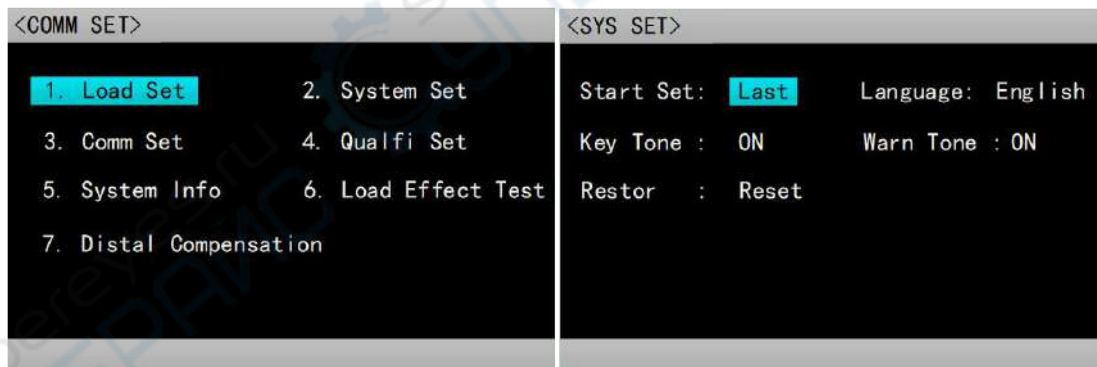 <COMM SET>
1. Load Set 2. System Set
3. Comm Set 4. Qualfi Set
5. System Info 6. Load Effect Test
7. Distal Compensation
<SYS SET>
Start Set: Last Language: English
Key Tone : ON Warn Tone : ON
Restor : Reset